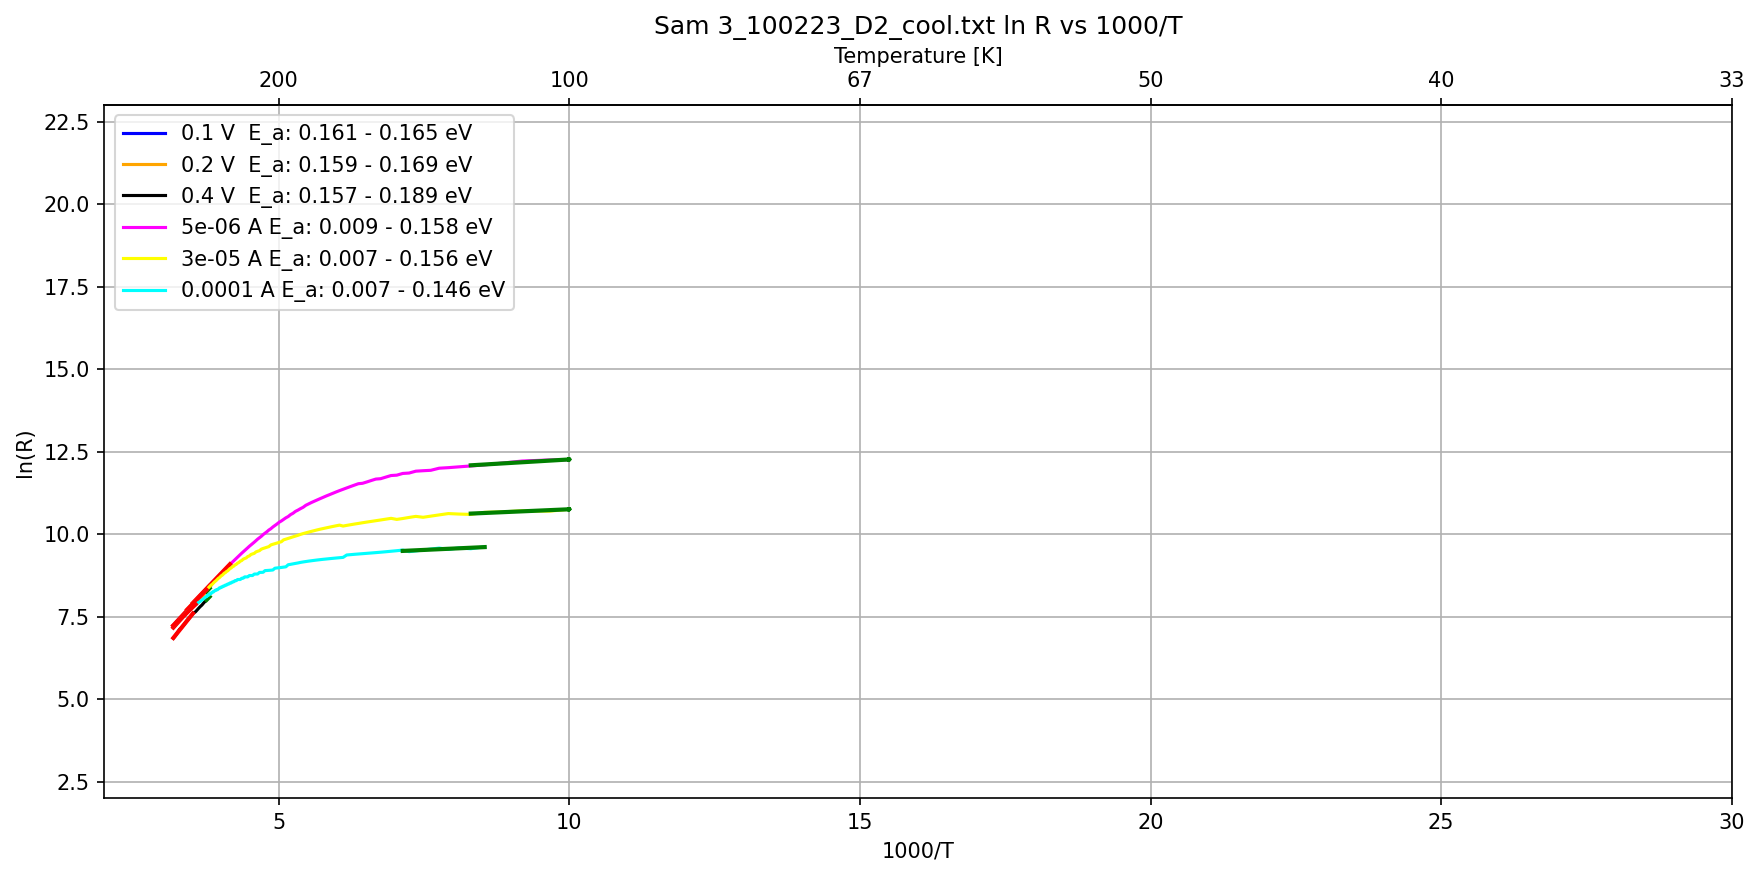 Sam 3_100223_D2_cool.txt ln R vs 1000/T
Temperature [K]
200 100 67 50 40 33
0.1 V  E_a: 0.161 - 0.165 eV
0.2 V  E_a: 0.159 - 0.169 eV
0.4 V  E_a: 0.157 - 0.189 eV
5e-06 A E_a: 0.009 - 0.158 eV
3e-05 A E_a: 0.007 - 0.156 eV
0.0001 A E_a: 0.007 - 0.146 eV
22.5
20.0
17.5
15.0
12.5
10.0
7.5
5.0
2.5
ln(R)
5 10 15 20 25 30
1000/T